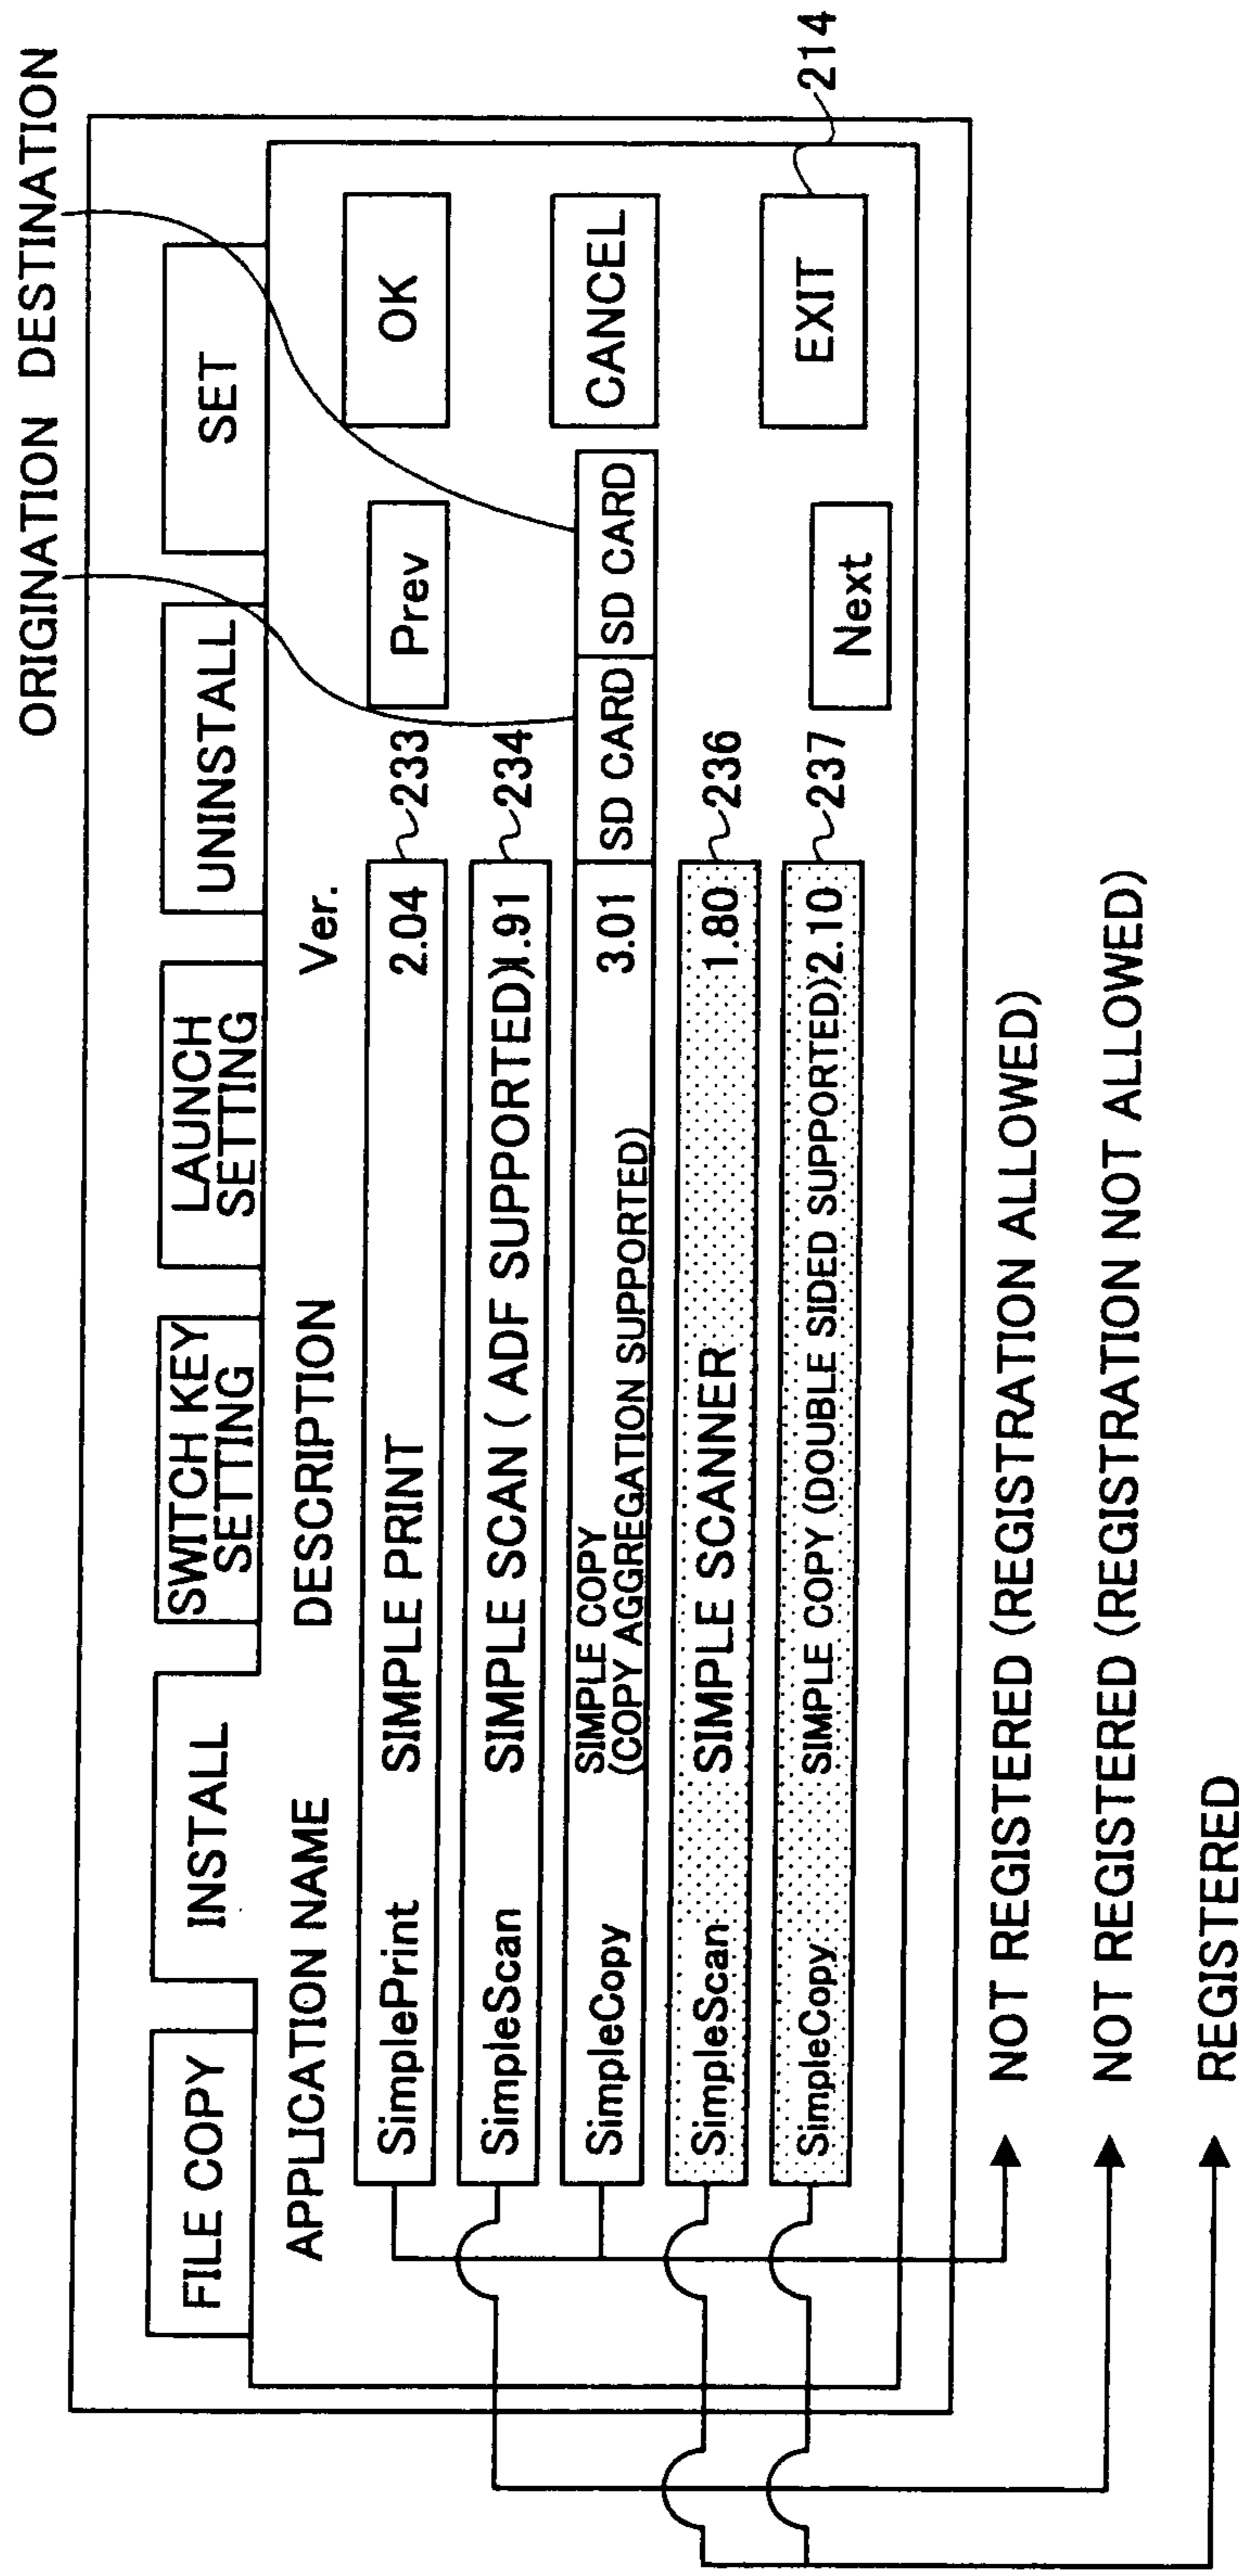 ORIGINATION DESTINATION
FILE COPY
INSTALL
SWITCH KEY
SETTING
LAUNCH
SETTING
UNINSTALL
SET
APPLICATION NAME DESCRIPTION Ver.
SimplePrint SIMPLE PRINT 2.04 233
Prev
OK
SimpleScan SIMPLE SCAN ( ADF SUPPORTED) 1.91 234
SimpleCopy SIMPLE COPY
(COPY AGGREGATION SUPPORTED) 3.01 SD CARD SD CARD
CANCEL
SimpleScan SIMPLE SCANNER 1.80 236
SimpleCopy SIMPLE COPY (DOUBLE SIDED SUPPORTED) 2.10 237
Next
EXIT
214
NOT REGISTERED (REGISTRATION ALLOWED)
NOT REGISTERED (REGISTRATION NOT ALLOWED)
REGISTERED